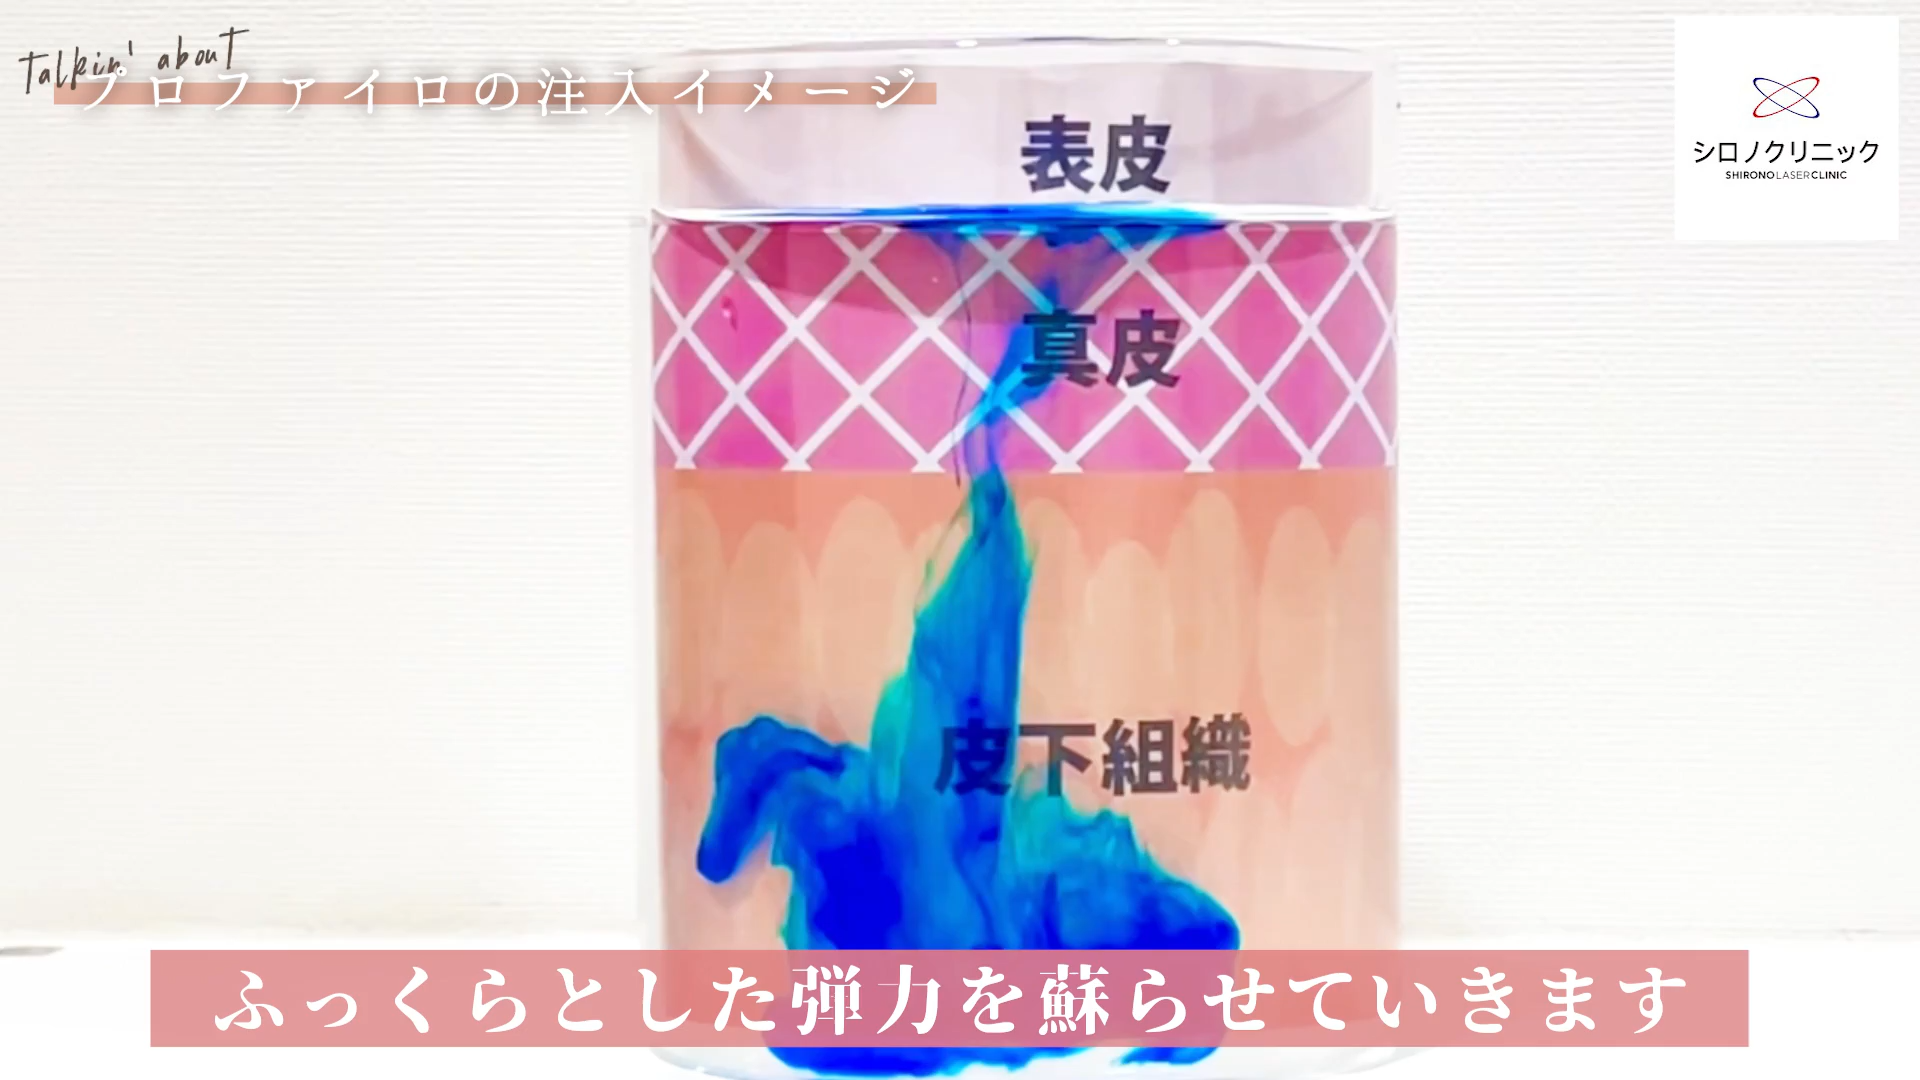 talkin' about
プロファイロの注入イメージ
シロノクリニック
SHIRONO LASER CLINIC
表皮
真皮
皮下組織
ふっくらとした弾力を蘇らせていきます